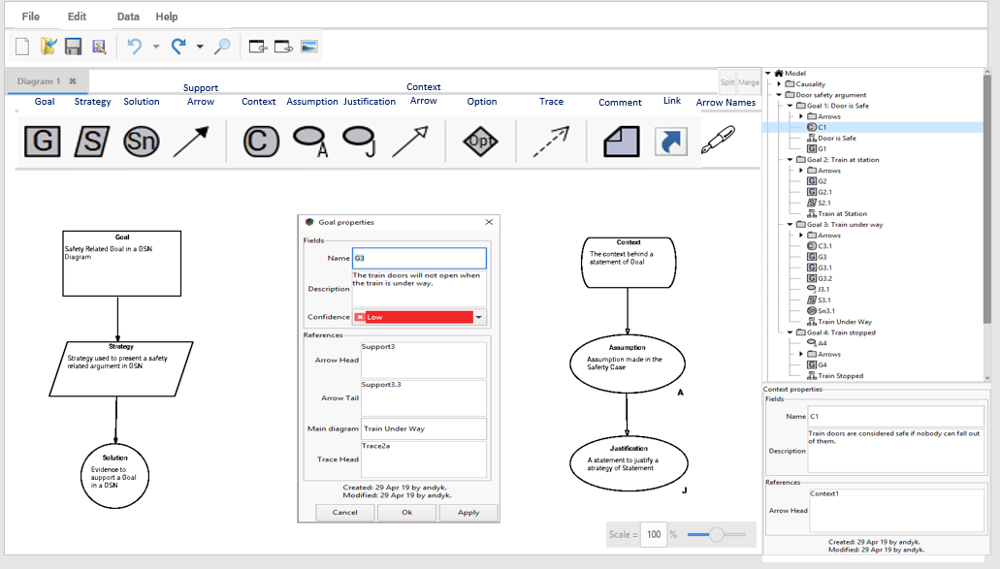 File Edit Data Help
Diagram 1
Split Merge
Goal Strategy Solution Support Arrow Context Assumption Justification Context Arrow Option Trace Comment Link Arrow Names
G S Sn C A J Opt
Goal
Safety Related Goal in a GSN
Diagram
Strategy
Strategy used to present a safety
related argument in GSN
Solution
Evidence to
support a Goal
in a GSN
Goal properties
Fields
Name G3
Description
The train doors will not open when
the train is under way.
Confidence Low
References
Arrow Head Support3
Arrow Tail Support3.3
Main diagram Train Under Way
Trace Head Trace2a
Created: 29 Apr 19 by andyk.
Modified: 29 Apr 19 by andyk.
Cancel Ok Apply
Context
The context behind a
statement of Goal
Assumption
Assumption made in the
Safety Case
A
Justification
A statement to justify a
strategy of Statement
J
Scale = 100 %
Model
Causality
Door safety argument
Goal 1: Door is Safe
Arrows
C1
Door is Safe
G1
Goal 2: Train at station
Arrows
G2
G2.1
S2.1
Train at Station
Goal 3: Train under way
Arrows
C3.1
G3
G3.1
G3.2
J3.1
S3.1
Sn3.1
Train Under Way
Goal 4: Train stopped
A4
Arrows
G4
Train Stopped
Context properties
Fields
Name C1
Description
Train doors are considered safe if nobody can fall out
of them.
References
Arrow Head Context1
Created: 29 Apr 19 by andyk.
Modified: 29 Apr 19 by andyk.